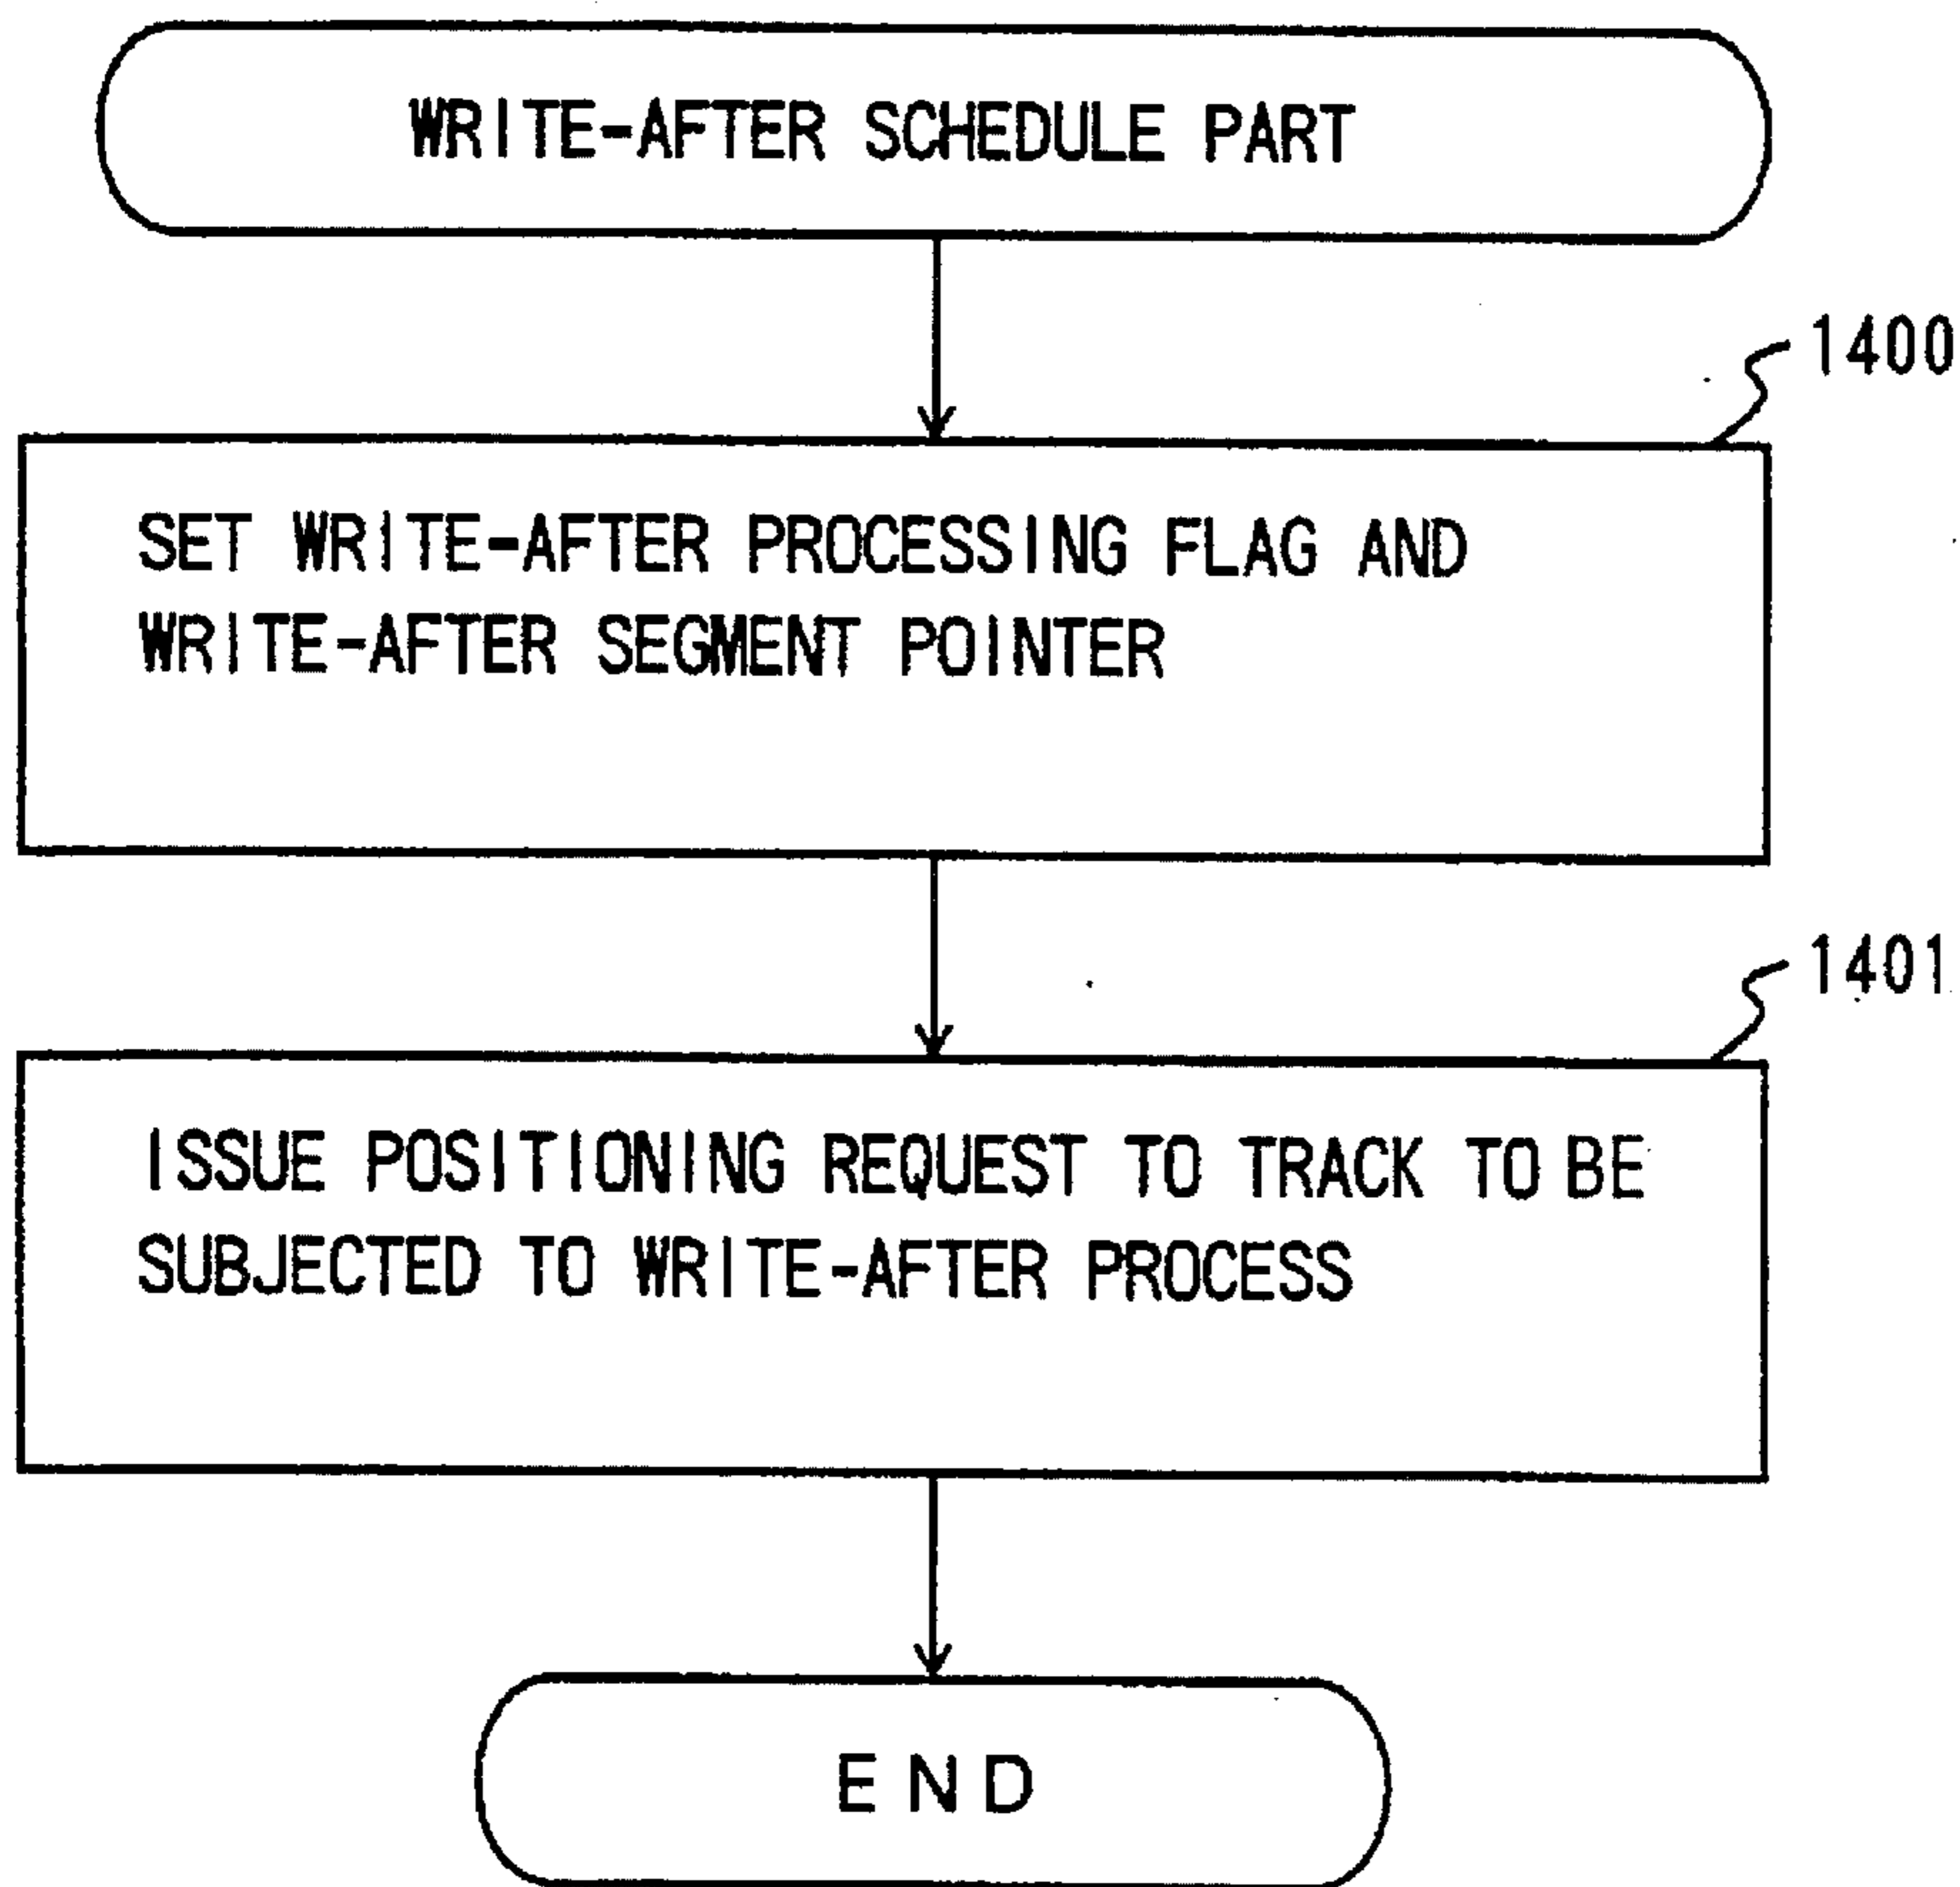 WRITE-AFTER SCHEDULE PART
1400
SET WRITE-AFTER PROCESSING FLAG AND
WRITE-AFTER SEGMENT POINTER
1401
ISSUE POSITIONING REQUEST TO TRACK TO BE
SUBJECTED TO WRITE-AFTER PROCESS
END